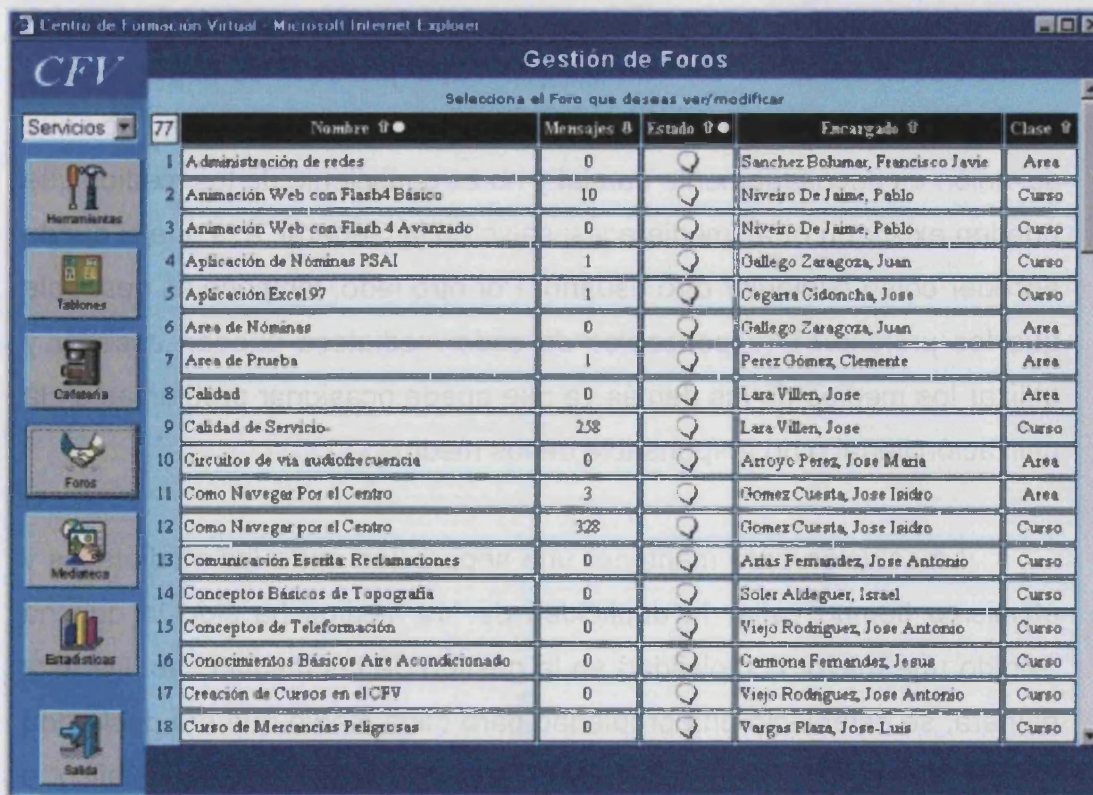 Centro de Formación Virtual - Microsoft Internet Explorer
CFV
Gestión de Foros
Selecciona el Foro que deseas ver/modificar
Servicios
77 Nombre Mensajes Estado Encargado Clase
1 Administración de redes 0 Sanchez Bolumar, Francisco Javie Area
2 Animación Web con Flash4 Básico 10 Niveiro De Jaime, Pablo Curso
3 Animación Web con Flash 4 Avanzado 0 Niveiro De Jaime, Pablo Curso
4 Aplicación de Nóminas PSAI 1 Gallego Zaragoza, Juan Curso
5 Aplicación Excel97 1 Cegarra Cidoncha, Jose Curso
6 Area de Nóminas 0 Gallego Zaragoza, Juan Area
7 Area de Prueba 1 Perez Gómez, Clemente Area
8 Calidad 0 Lara Villen, Jose Area
9 Calidad de Servicio- 258 Lara Villen, Jose Curso
10 Circuitos de vía audiofrecuencia 0 Arroyo Perez, Jose Maria Area
11 Como Navegar Por el Centro 3 Gomez Cuesta, Jose Isidro Area
12 Como Navegar por el Centro 328 Gomez Cuesta, Jose Isidro Curso
13 Comunicación Escrita: Reclamaciones 0 Arias Fernandez, Jose Antonio Curso
14 Conceptos Básicos de Topografía 0 Soler Aldeguer, Israel Curso
15 Conceptos de Teleformación 0 Viejo Rodriguez, Jose Antonio Curso
16 Conocimientos Básicos Aire Acondicionado 0 Carmona Fernandez, Jesus Curso
17 Creación de Cursos en el CFV 0 Viejo Rodriguez, Jose Antonio Curso
18 Curso de Mercancías Peligrosas 0 Vargas Plaza, Jose-Luis Curso
Herramientas
Tablones
Cafetería
Foros
Mediateca
Estadísticas
Salida